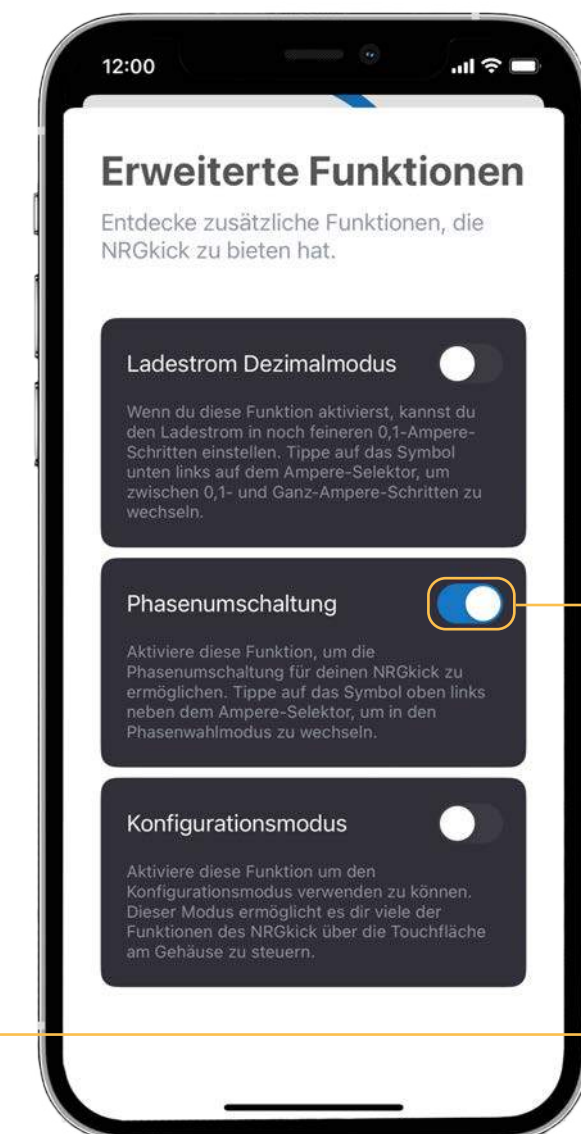 12:00
Erweiterte Funktionen
Entdecke zusätzliche Funktionen, die
NRGkick zu bieten hat.
Ladestrom Dezimalmodus
Wenn du diese Funktion aktivierst, kannst du
den Ladestrom in noch feineren 0,1-Ampere-
Schritten einstellen. Tippe auf das Symbol
unten links auf dem Ampere-Selektor, um
zwischen 0,1- und Ganz-Ampere-Schritten zu
wechseln.
Phasenumschaltung
Aktiviere diese Funktion, um die
Phasenumschaltung für deinen NRGkick zu
ermöglichen. Tippe auf das Symbol oben links
neben dem Ampere-Selektor, um in den
Phasenwahlmodus zu wechseln.
Konfigurationsmodus
Aktiviere diese Funktion um den
Konfigurationsmodus verwenden zu können.
Dieser Modus ermöglicht es dir viele der
Funktionen des NRGkick über die Touchfläche
am Gehäuse zu steuern.